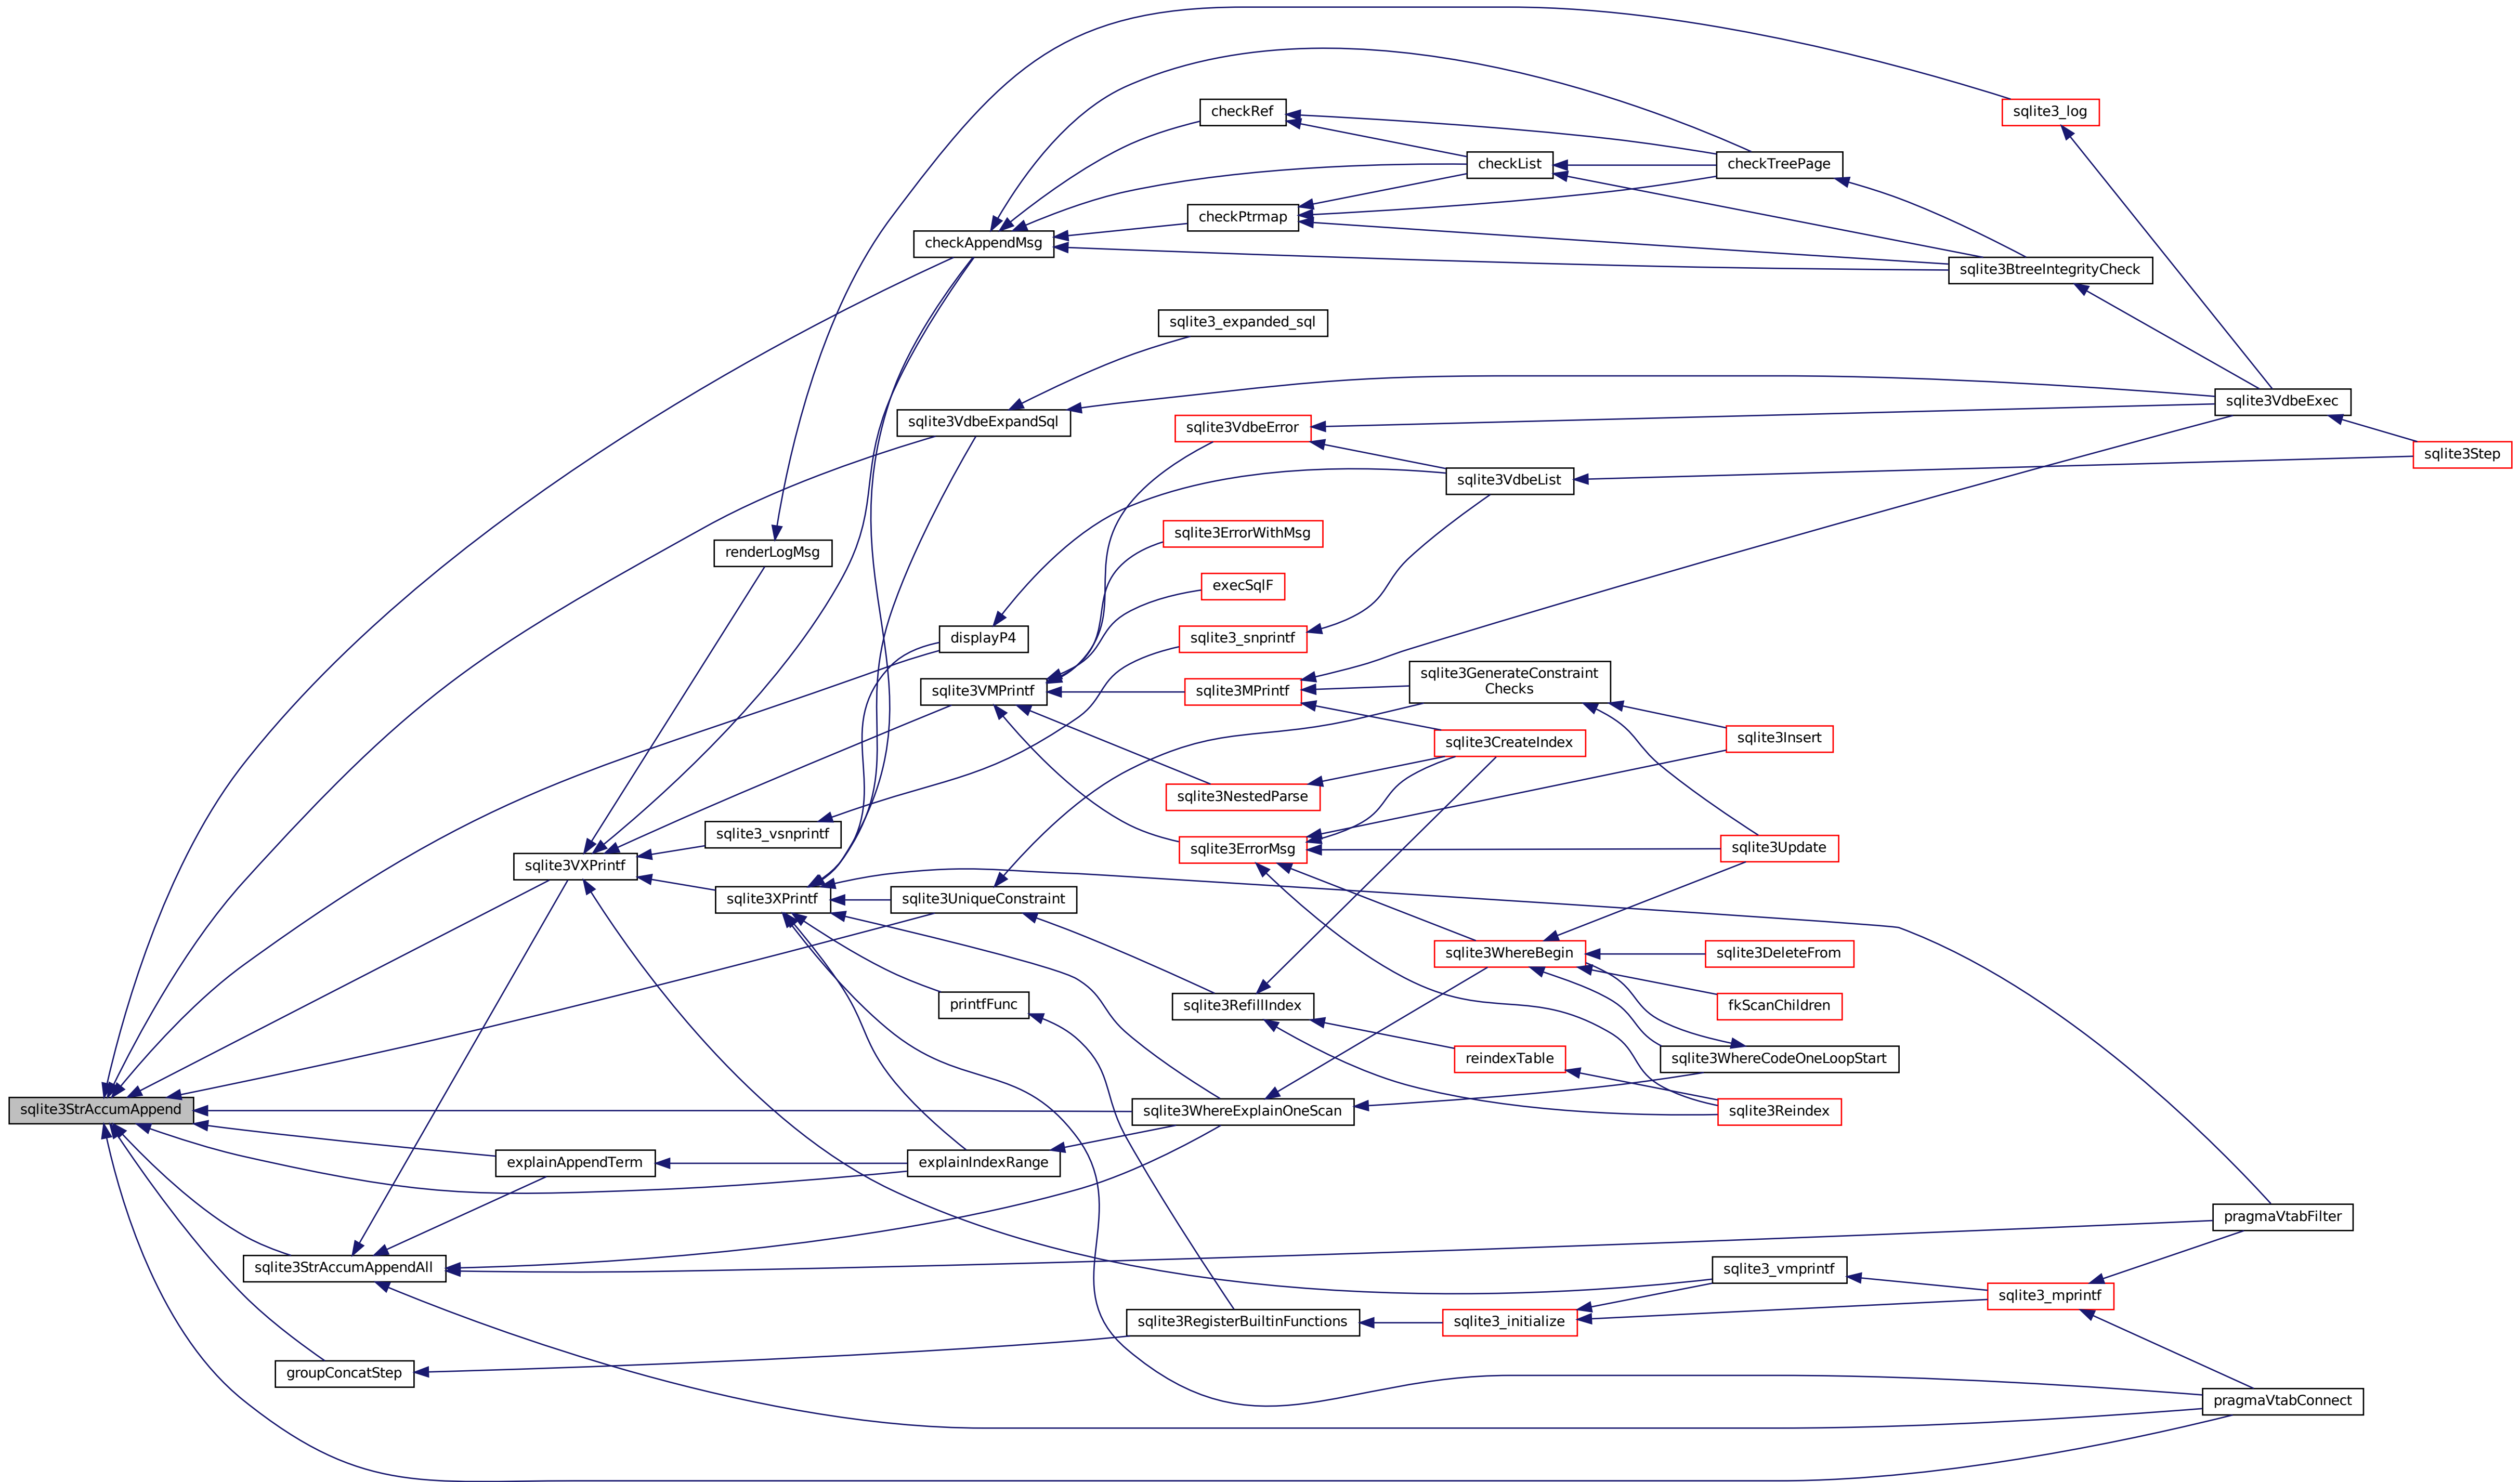 sqlite3_log
checkRef
checkList
checkTreePage
checkPtrmap
checkAppendMsg
sqlite3BtreeIntegrityCheck
sqlite3_expanded_sql
sqlite3VdbeExec
sqlite3VdbeExpandSql
sqlite3VdbeError
sqlite3Step
sqlite3VdbeList
sqlite3ErrorWithMsg
renderLogMsg
execSqlF
displayP4
sqlite3_snprintf
sqlite3GenerateConstraint
Checks
sqlite3VMPrintf
sqlite3MPrintf
sqlite3Insert
sqlite3CreateIndex
sqlite3NestedParse
sqlite3_vsnprintf
sqlite3ErrorMsg
sqlite3Update
sqlite3VXPrintf
sqlite3XPrintf
sqlite3UniqueConstraint
sqlite3WhereBegin
sqlite3DeleteFrom
printfFunc
sqlite3RefillIndex
fkScanChildren
reindexTable
sqlite3WhereCodeOneLoopStart
sqlite3StrAccumAppend
sqlite3WhereExplainOneScan
sqlite3Reindex
explainAppendTerm
explainIndexRange
pragmaVtabFilter
sqlite3StrAccumAppendAll
sqlite3_vmprintf
sqlite3_mprintf
sqlite3RegisterBuiltinFunctions
sqlite3_initialize
groupConcatStep
pragmaVtabConnect